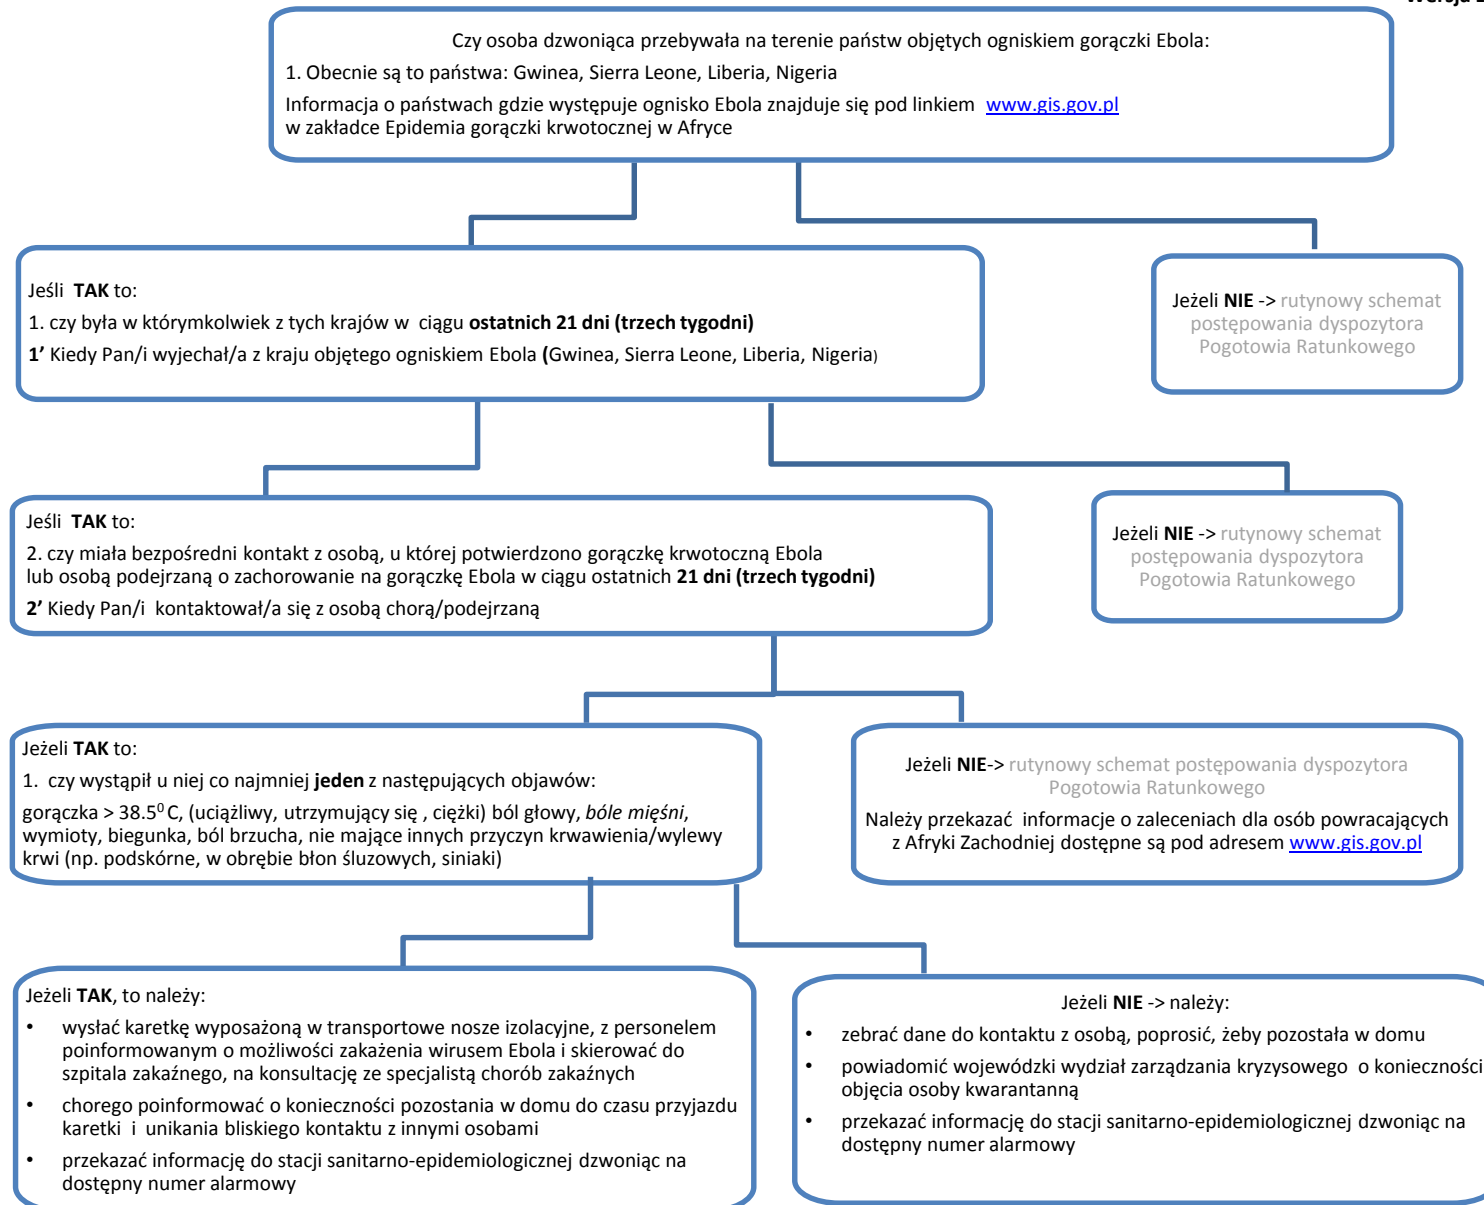 Czy osoba dzwoniąca przebywała na terenie państw objętych ogniskiem gorączki Ebola:
1. Obecnie są to państwa: Gwinea, Sierra Leone, Liberia, Nigeria
Informacja o państwach gdzie występuje ognisko Ebola znajduje się pod linkiem www.gis.gov.pl
w zakładce Epidemia gorączki krwotocznej w Afryce
Jeśli TAK to:
1. czy była w którymkolwiek z tych krajów w ciągu ostatnich 21 dni (trzech tygodni)
1’ Kiedy Pan/i wyjechał/a z kraju objętego ogniskiem Ebola (Gwinea, Sierra Leone, Liberia, Nigeria)
Jeżeli NIE -> rutynowy schemat
postępowania dyspozytora
Pogotowia Ratunkowego
Jeśli TAK to:
2. czy miała bezpośredni kontakt z osobą, u której potwierdzono gorączkę krwotoczną Ebola
lub osobą podejrzaną o zachorowanie na gorączkę Ebola w ciągu ostatnich 21 dni (trzech tygodni)
2’ Kiedy Pan/i kontaktował/a się z osobą chorą/podejrzaną
Jeżeli NIE -> rutynowy schemat
postępowania dyspozytora
Pogotowia Ratunkowego
Jeżeli TAK to:
1. czy wystąpił u niej co najmniej jeden z następujących objawów:
gorączka > 38.5⁰ C, (uciążliwy, utrzymujący się , ciężki) ból głowy, bóle mięśni,
wymioty, biegunka, ból brzucha, nie mające innych przyczyn krwawienia/wylewy
krwi (np. podskórne, w obrębie błon śluzowych, siniaki)
Jeżeli NIE-> rutynowy schemat postępowania dyspozytora
Pogotowia Ratunkowego
Należy przekazać informacje o zaleceniach dla osób powracających
z Afryki Zachodniej dostępne są pod adresem www.gis.gov.pl
Jeżeli TAK, to należy:
• wysłać karetkę wyposażoną w transportowe nosze izolacyjne, z personelem
poinformowanym o możliwości zakażenia wirusem Ebola i skierować do
szpitala zakaźnego, na konsultację ze specjalistą chorób zakaźnych
• chorego poinformować o konieczności pozostania w domu do czasu przyjazdu
karetki i unikania bliskiego kontaktu z innymi osobami
• przekazać informację do stacji sanitarno-epidemiologicznej dzwoniąc na
dostępny numer alarmowy
Jeżeli NIE -> należy:
• zebrać dane do kontaktu z osobą, poprosić, żeby pozostała w domu
• powiadomić wojewódzki wydział zarządzania kryzysowego o konieczności
objęcia osoby kwarantanną
• przekazać informację do stacji sanitarno-epidemiologicznej dzwoniąc na
dostępny numer alarmowy